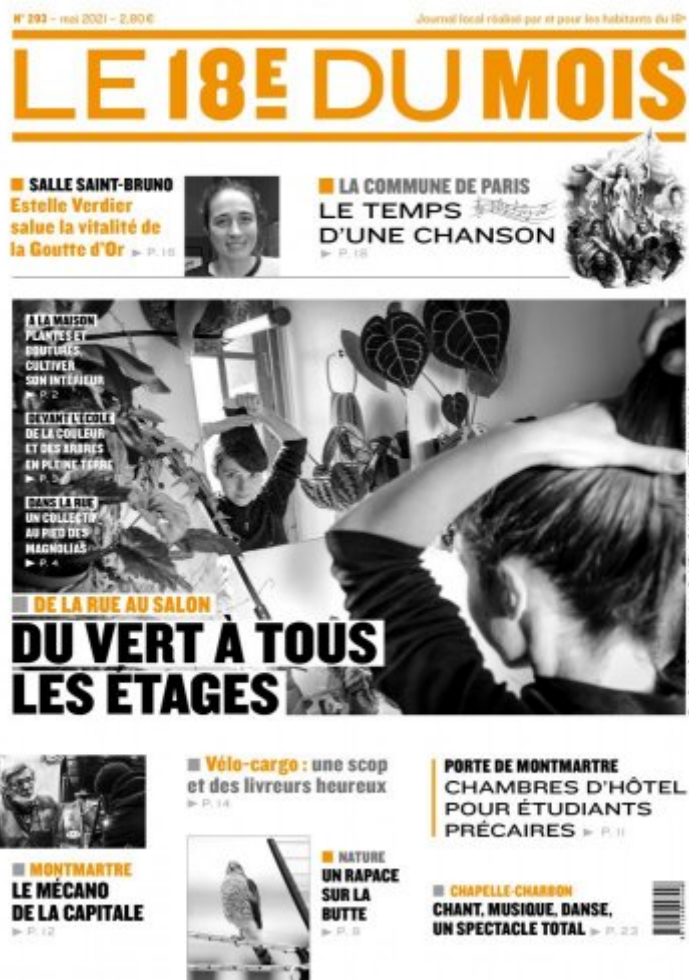 N° 293 – mai 2021 – 2,80 €
Journal local réalisé par et pour les habitants du 18e
LE 18E DU MOIS
SALLE SAINT-BRUNO
Estelle Verdier
salue la vitalité de
la Goutte d'Or ► P. 16
LA COMMUNE DE PARIS
LE TEMPS
D'UNE CHANSON
► P. 18
A LA MAISON
PLANTES ET
BOUTURES,
CULTIVER
SON INTÉRIEUR
► P. 2
DEVANT L'ÉCOLE
DE LA COULEUR
ET DES ARBRES
EN PLEINE TERRE
► P. 3
DANS LA RUE
UN COLLECTIF
AU PIED DES
MAGNOLIAS
► P. 4
DE LA RUE AU SALON
DU VERT À TOUS
LES ÉTAGES
MONTMARTRE
LE MÉCANO
DE LA CAPITALE
► P. 12
Vélo-cargo : une scop
et des livreurs heureux
► P. 14
NATURE
UN RAPACE
SUR LA
BUTTE
PORTE DE MONTMARTRE
CHAMBRES D'HÔTEL
POUR ÉTUDIANTS
PRÉCAIRES ► P. 11
CHAPELLE-CHARBON
CHANT, MUSIQUE, DANSE,
UN SPECTACLE TOTAL ► P. 23